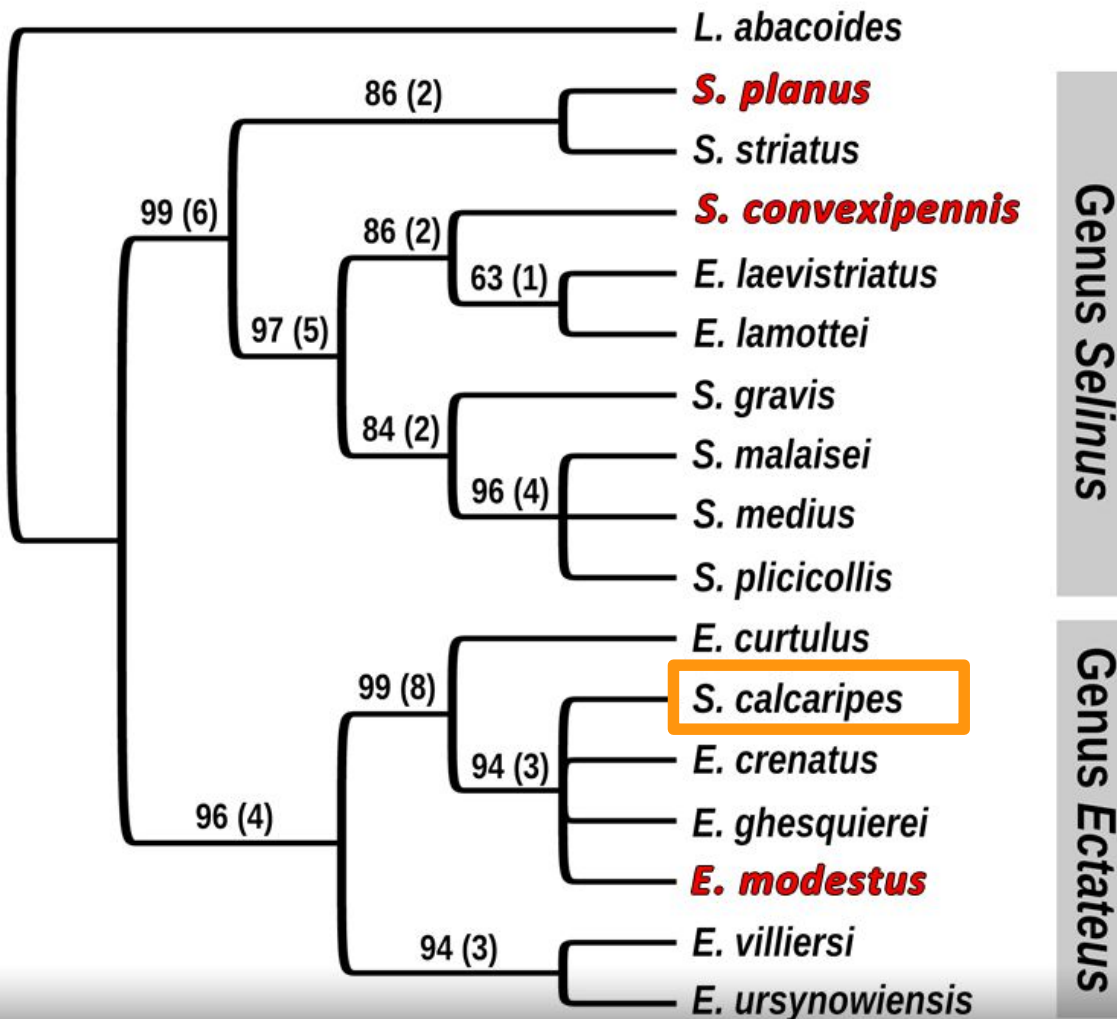 L. abacoides
S. planus
86 (2)
S. striatus
S. convexipennis
99 (6)
86 (2)
E. laevistriatus
63 (1)
97 (5)
E. lamottei
S. gravis
84 (2)
S. malaisei
96 (4)
S. medius
S. plicicollis
Genus Selinus
E. curtulus
99 (8)
S. calcaripes
E. crenatus
94 (3)
96 (4)
E. ghesquierei
E. modestus
E. villiersi
94 (3)
E. ursynowiensis
Genus Ectateus